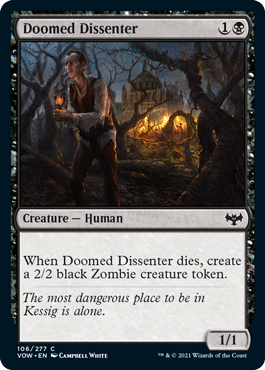 Doomed Dissenter 1
Creature — Human
When Doomed Dissenter dies, create
a 2/2 black Zombie creature token.
The most dangerous place to be in
Kessig is alone.
1/1
106/277 C
VOW • EN CAMPBELL WHITE
™ & © 2021 Wizards of the Coast